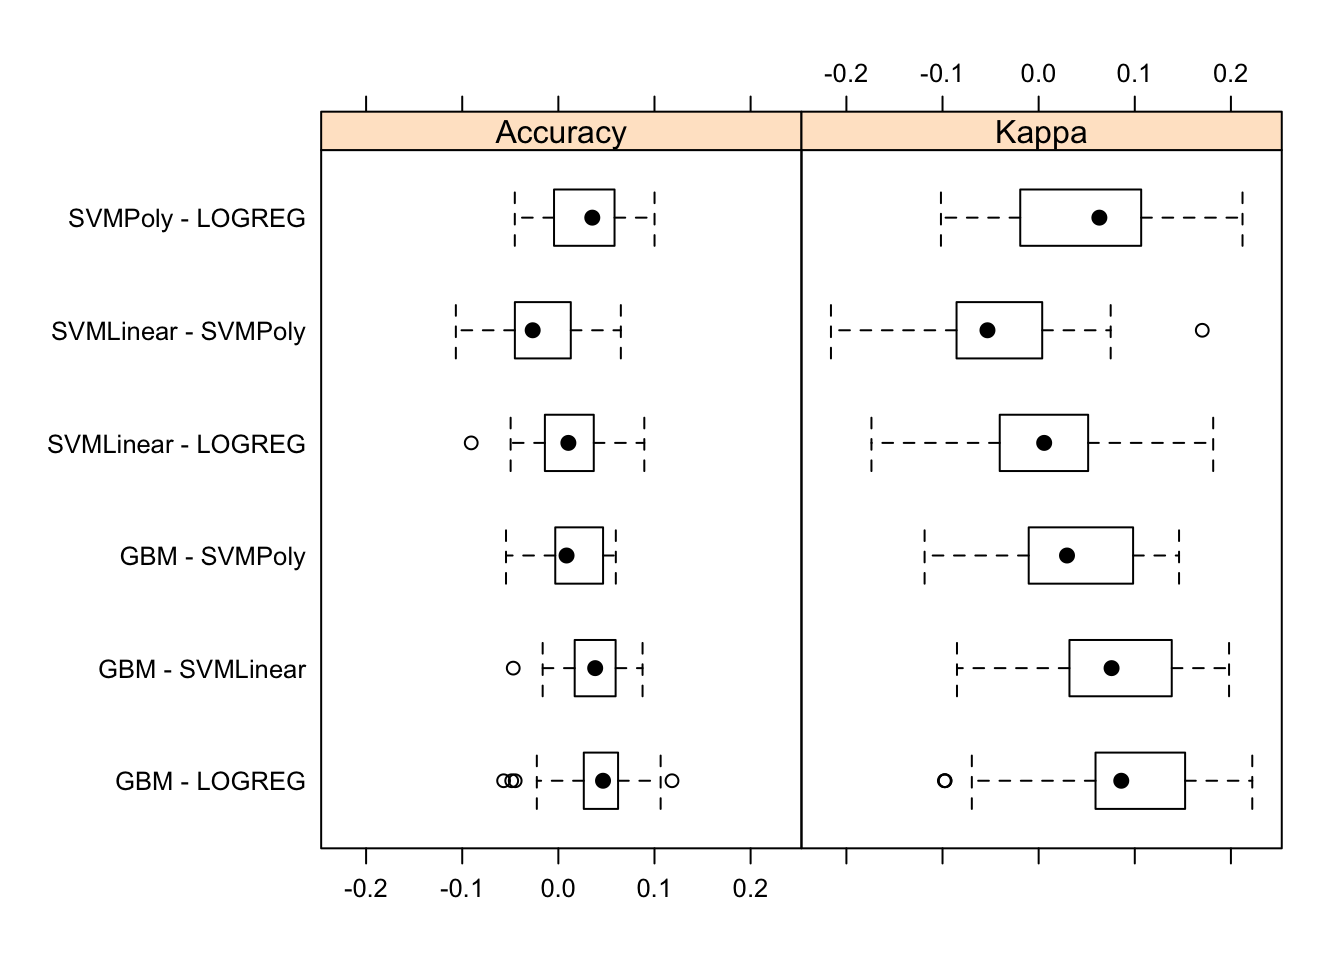 -0.2 -0.1 0.0 0.1 0.2
Accuracy Kappa
SVMPoly - LOGREG
SVMLinear - SVMPoly
SVMLinear - LOGREG
GBM - SVMPoly
GBM - SVMLinear
GBM - LOGREG
-0.2 -0.1 0.0 0.1 0.2